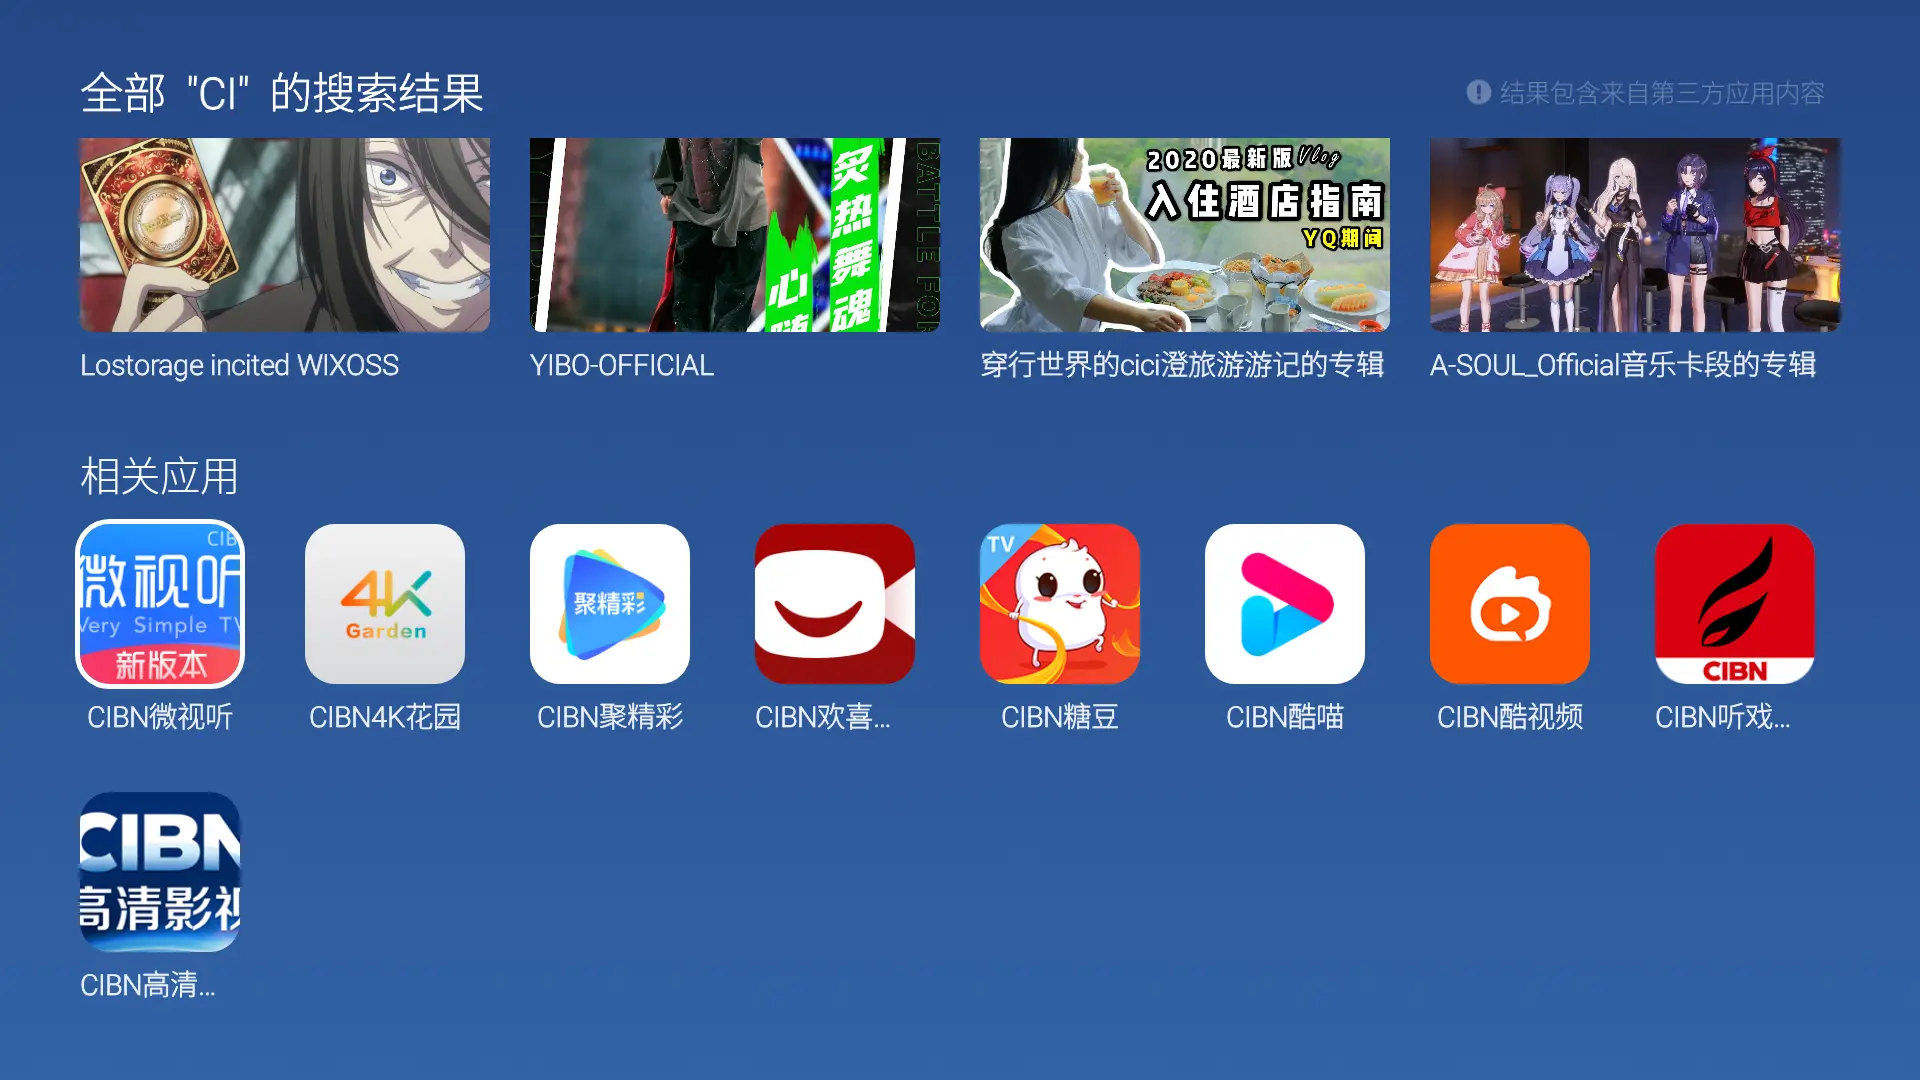 全部 "CI" 的搜索结果
结果包含来自第三方应用内容
炙热舞魂
心随
BATTLE FOR
2020最新版Vlog
入住酒店指南
YQ期间
Lostorage incited WIXOSS
YIBO-OFFICIAL
穿行世界的cici澄旅游游记的专辑
A-SOUL_Official音乐卡段的专辑
相关应用
CIB
微视听
Very Simple TV
新版本
4K
Garden
聚精彩
TV
CIBN
CIBN微视听
CIBN4K花园
CIBN聚精彩
CIBN欢喜...
CIBN糖豆
CIBN酷喵
CIBN酷视频
CIBN听戏...
CIBN
高清影视
CIBN高清...